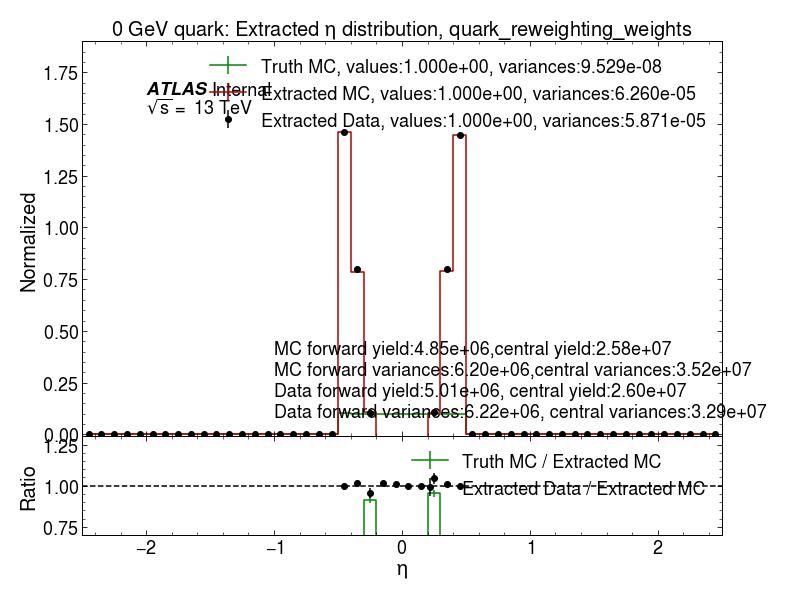 0 GeV quark: Extracted η distribution, quark_reweighting_weights
Truth MC, values:1.000e+00, variances:9.529e-08
ATLAS Internal
Extracted MC, values:1.000e+00, variances:6.260e-05
√s = 13 TeV
Extracted Data, values:1.000e+00, variances:5.871e-05
Normalized
1.75
1.50
1.25
1.00
0.75
0.50
0.25
0.00
MC forward yield:4.85e+06,central yield:2.58e+07
MC forward variances:6.20e+06,central variances:3.52e+07
Data forward yield:5.01e+06, central yield:2.60e+07
Data forward variances:6.22e+06, central variances:3.29e+07
Ratio
1.25
1.00
0.75
Truth MC / Extracted MC
Extracted Data / Extracted MC
−2 −1 0 1 2
η